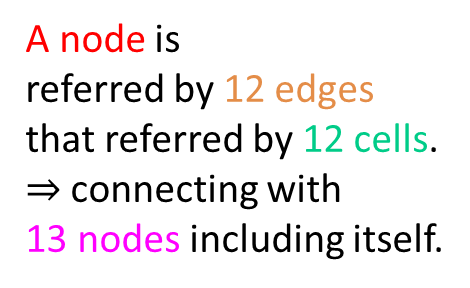 A node is
referred by 12 edges
that referred by 12 cells.
⇒ connecting with
13 nodes including itself.